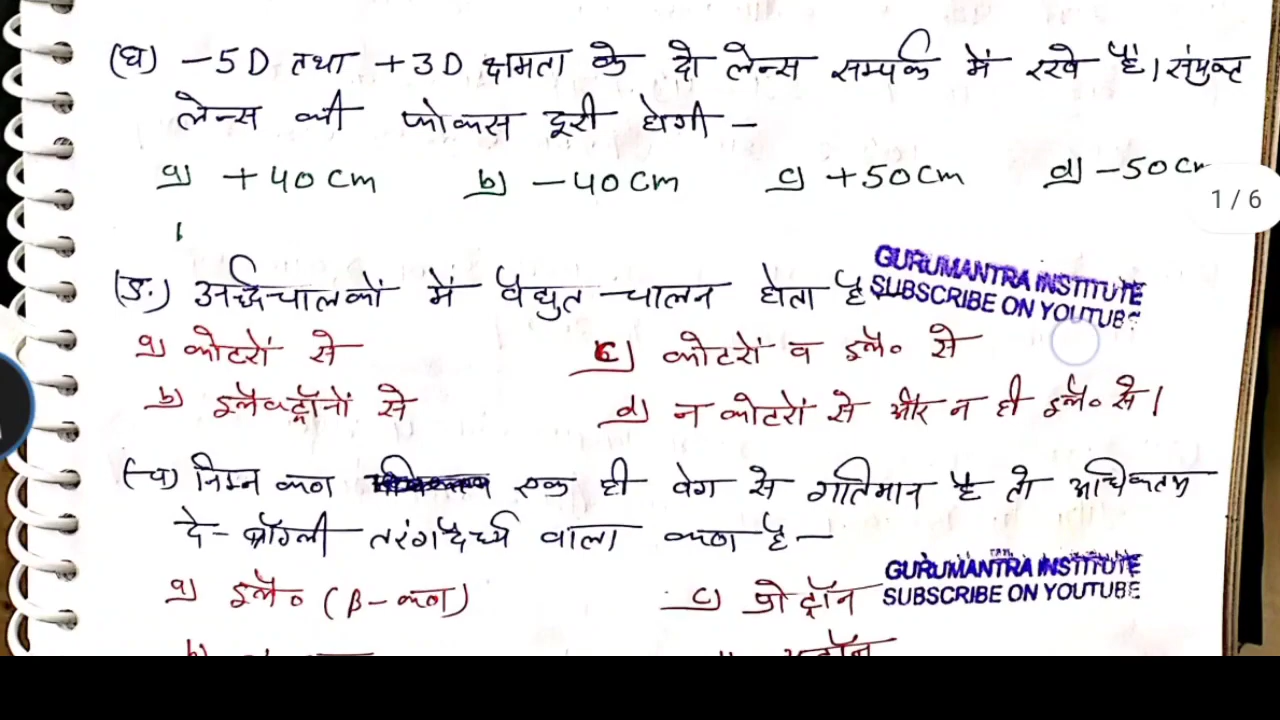 (घ) -5D तथा +3D क्षमता के दो लेन्स सम्पर्क में रखे हैं। संयुक्त
लेन्स की फोकस दूरी होगी -
a) +40cm b) -40cm c) +50cm d) -50cm
1/6
(ङ.) अर्द्धचालकों में वैद्युत चालन होता है
GURUMANTRA INSTITUTE
SUBSCRIBE ON YOUTUBE
a) कोटरों से c) कोटरों व इलै० से
b) इलैक्ट्रॉनों से d) न कोटरों से और न ही इलै० से।
(च) निम्न कण एक ही वेग से गतिमान है तो अधिकतम
दे-ब्रॉग्ली तरंगदैर्ध्य वाला कण है -
a) इलै० (β-कण) c) प्रोट्रॉन
GURUMANTRA INSTITUTE
SUBSCRIBE ON YOUTUBE